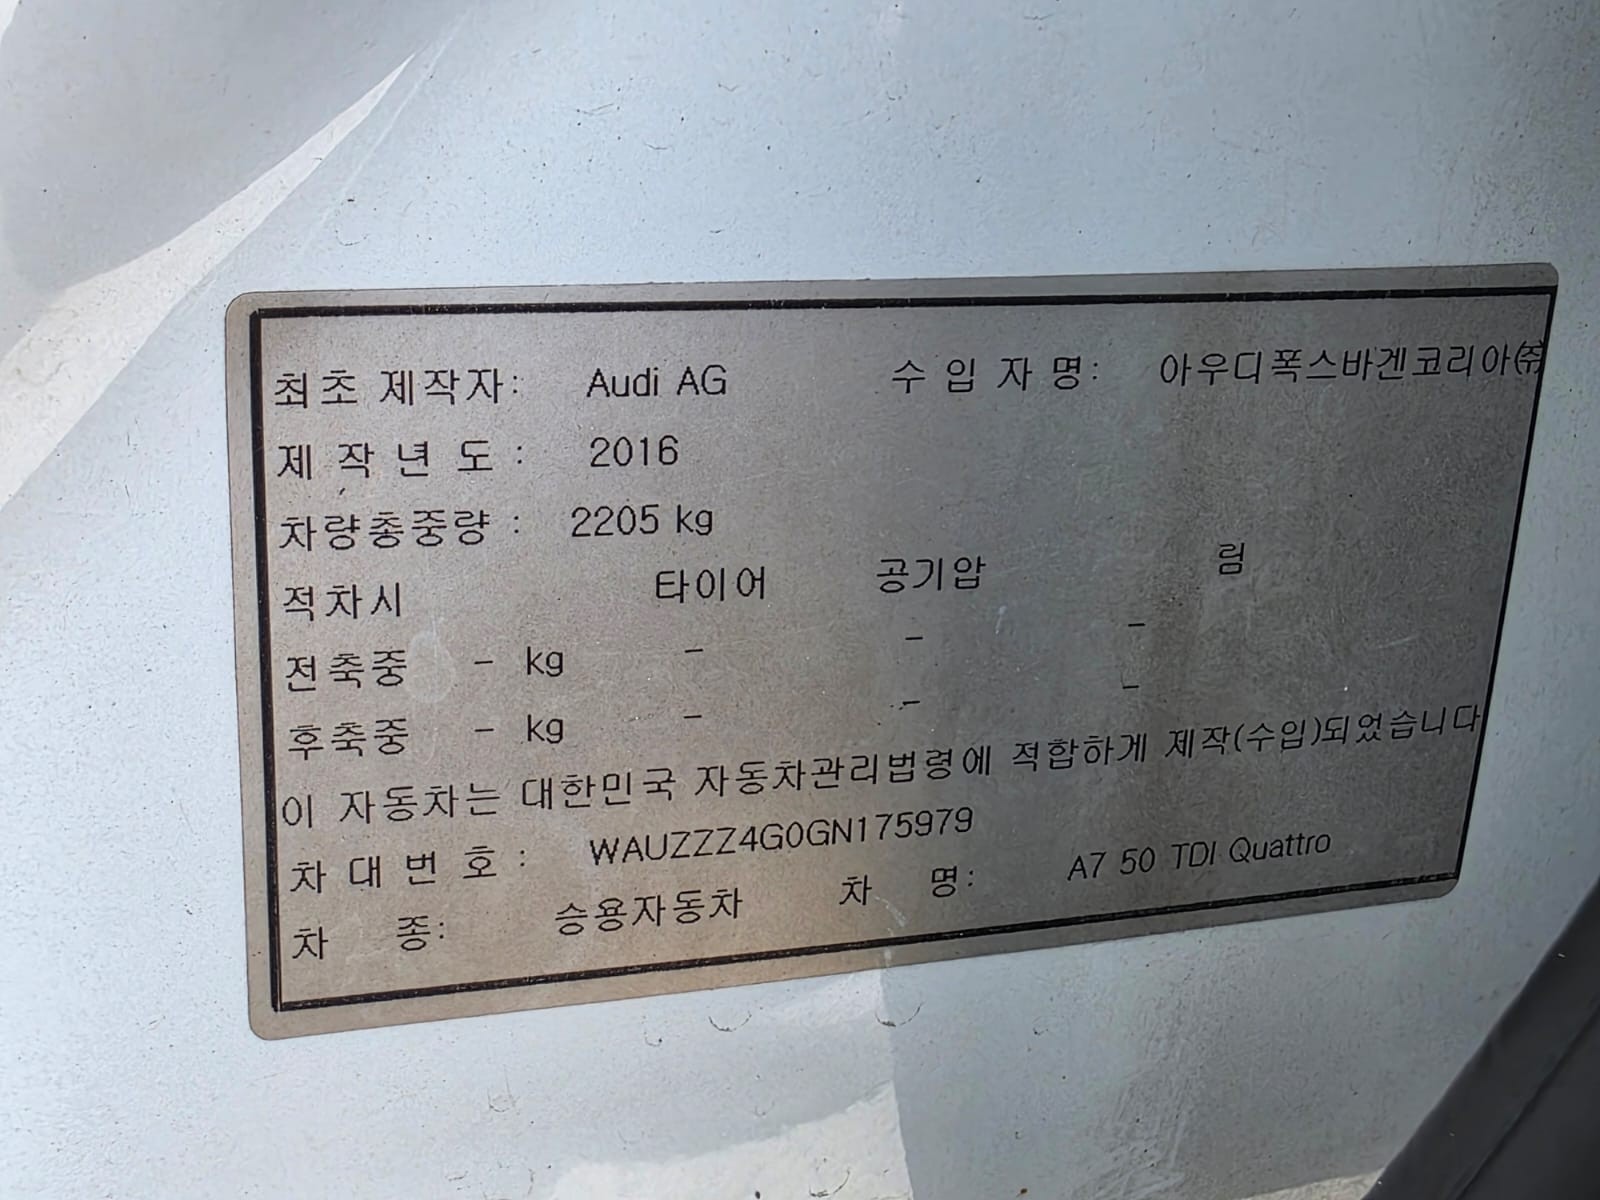 최초 제작자: Audi AG 수 입 자 명: 아우디폭스바겐코리아㈜
제 작 년 도 : 2016
차량총중량 : 2205 kg
적차시 타이어 공기압 림
전축중 - kg - - -
후축중 - kg - - -
이 자동차는 대한민국 자동차관리법령에 적합하게 제작(수입)되었습니다
차 대 번 호 : WAUZZZ4G0GN175979
차 종: 승용자동차 차 명: A7 50 TDI Quattro